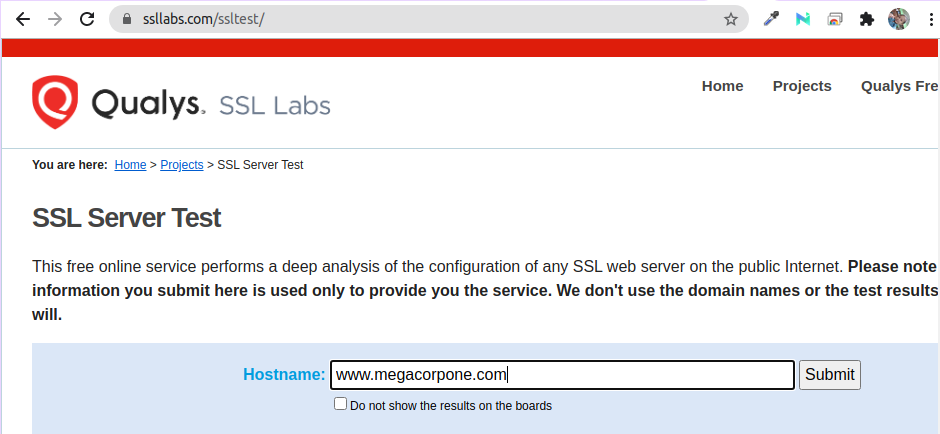 ssllabs.com/ssltest/
Qualys. SSL Labs
Home Projects Qualys Fre
You are here: Home > Projects > SSL Server Test
SSL Server Test
This free online service performs a deep analysis of the configuration of any SSL web server on the public Internet. Please note
information you submit here is used only to provide you the service. We don't use the domain names or the test results
will.
Hostname: www.megacorpone.com Submit
Do not show the results on the boards